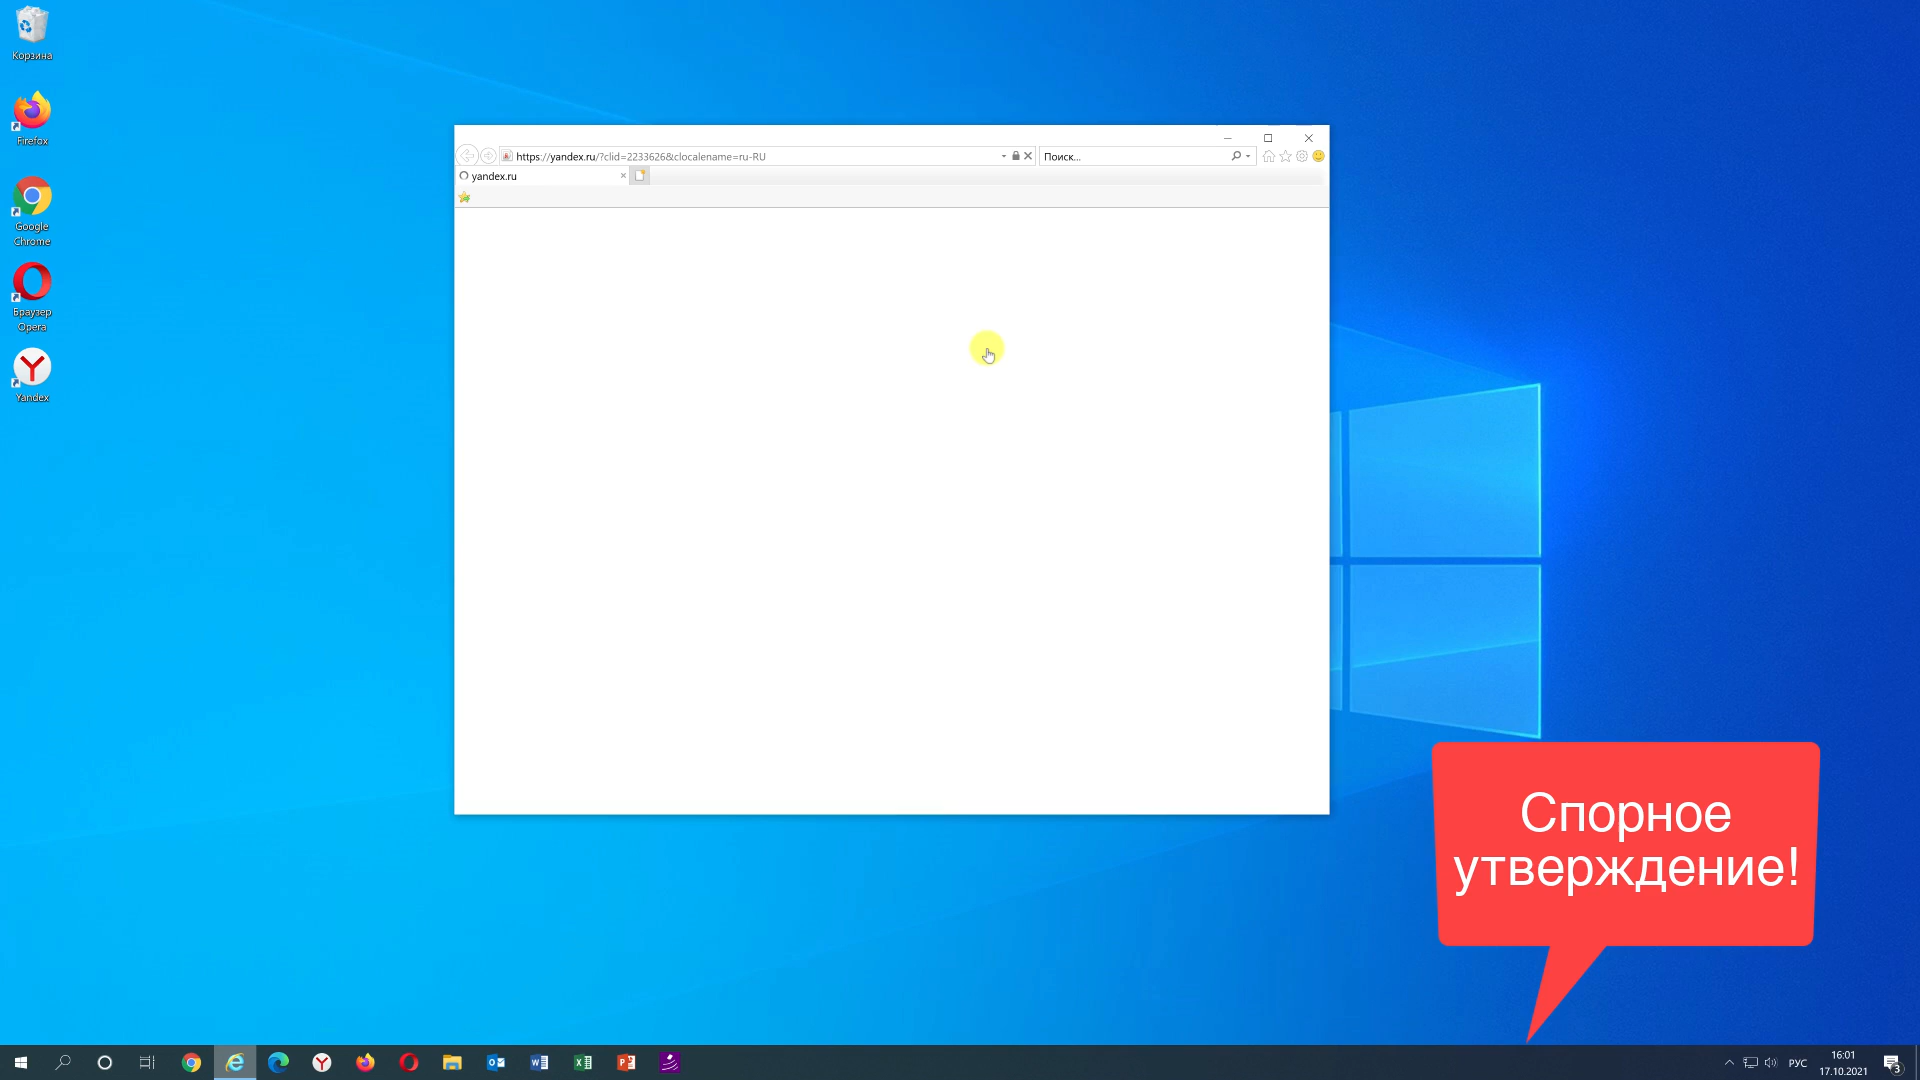 Корзина
Firefox
Google
Chrome
Браузер
Opera
Yandex
https://yandex.ru/?clid=2233626&clocalename=ru-RU
Поиск...
yandex.ru
Спорное
утверждение!
РУС
16:01
17.10.2021
3